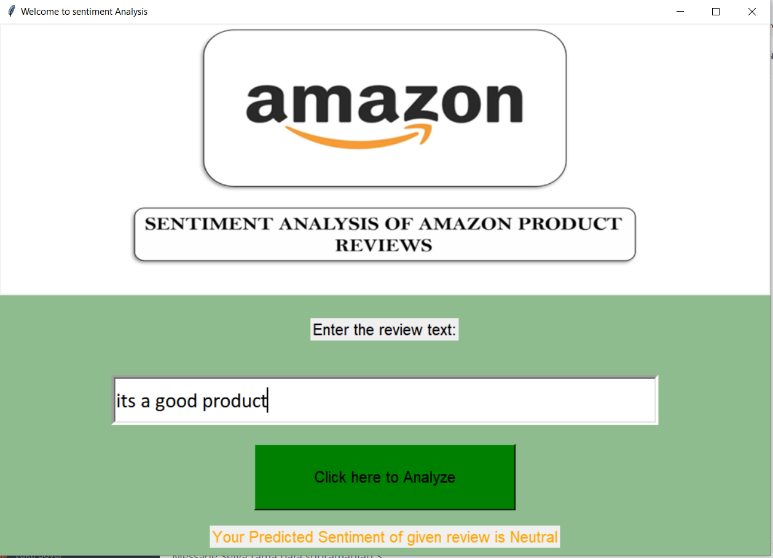 Welcome to sentiment Analysis
amazon
SENTIMENT ANALYSIS OF AMAZON PRODUCT
REVIEWS
Enter the review text:
its a good product
Click here to Analyze
Your Predicted Sentiment of given review is Neutral